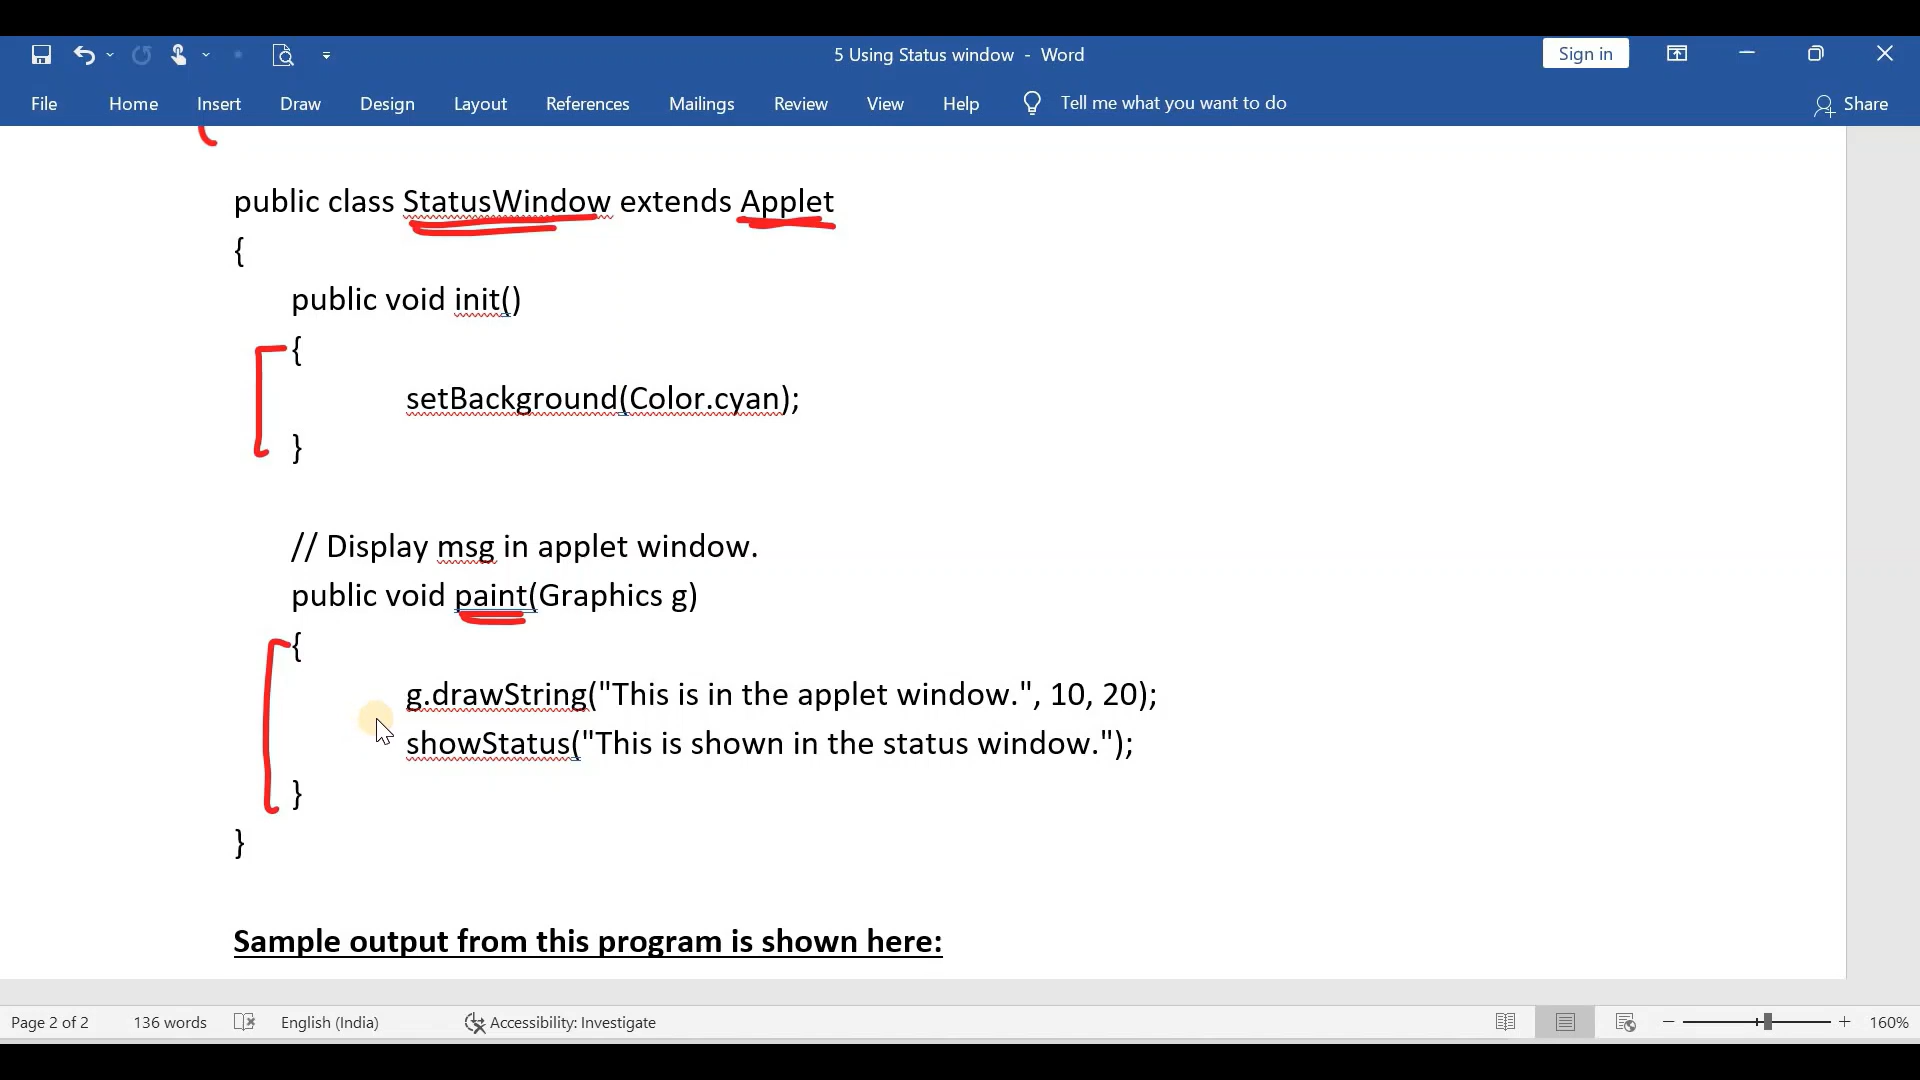 5 Using Status window - Word
Sign in
File Home Insert Draw Design Layout References Mailings Review View Help Tell me what you want to do Share
public class StatusWindow extends Applet
{
public void init()
{
setBackground(Color.cyan);
}
// Display msg in applet window.
public void paint(Graphics g)
{
g.drawString("This is in the applet window.", 10, 20);
showStatus("This is shown in the status window.");
}
}
Sample output from this program is shown here:
Page 2 of 2 136 words English (India) Accessibility: Investigate 160%